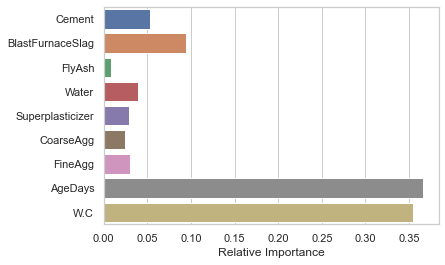 Cement
BlastFurnaceSlag
FlyAsh
Water
Superplasticizer
CoarseAgg
FineAgg
AgeDays
W.C
0.00 0.05 0.10 0.15 0.20 0.25 0.30 0.35
Relative Importance